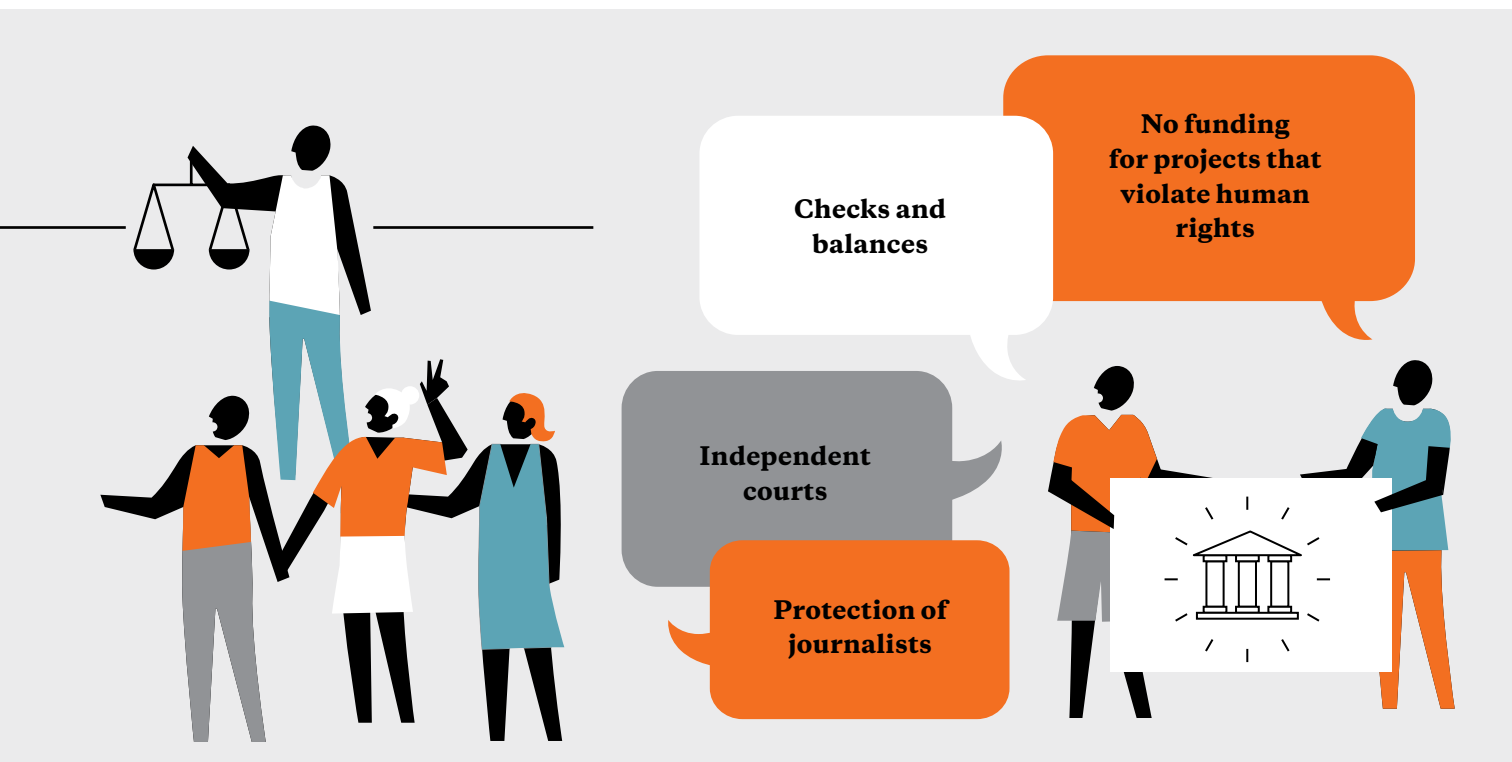 Checks and
balances
No funding
for projects that
violate human
rights
Independent
courts
Protection of
journalists